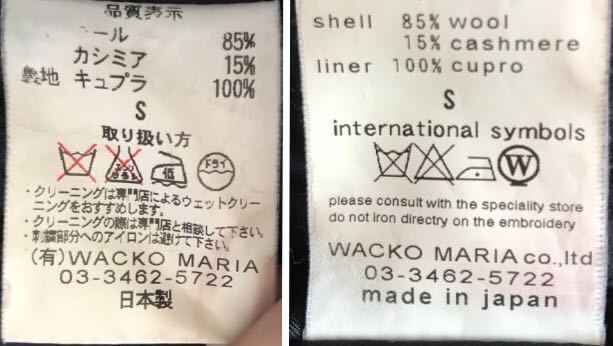 品質表示
ール 85%
カシミア 15%
裏地 キュプラ 100%
S
取り扱い方
エンソサラシ 低 ドライ
・クリーニングは専門店によるウェットクリー
ニングをおすすめします。
・クリーニングの際は専門店と相談して下さい。
・刺繍部分へのアイロンは避けて下さい。
(有)WACKO MARIA
03-3462-5722
日本製
shell 85% wool
15% cashmere
liner 100% cupro
S
international symbols
W
please consult with the speciality store
do not iron directry on the embroidery
WACKO MARIA co.,ltd
03-3462-5722
made in japan